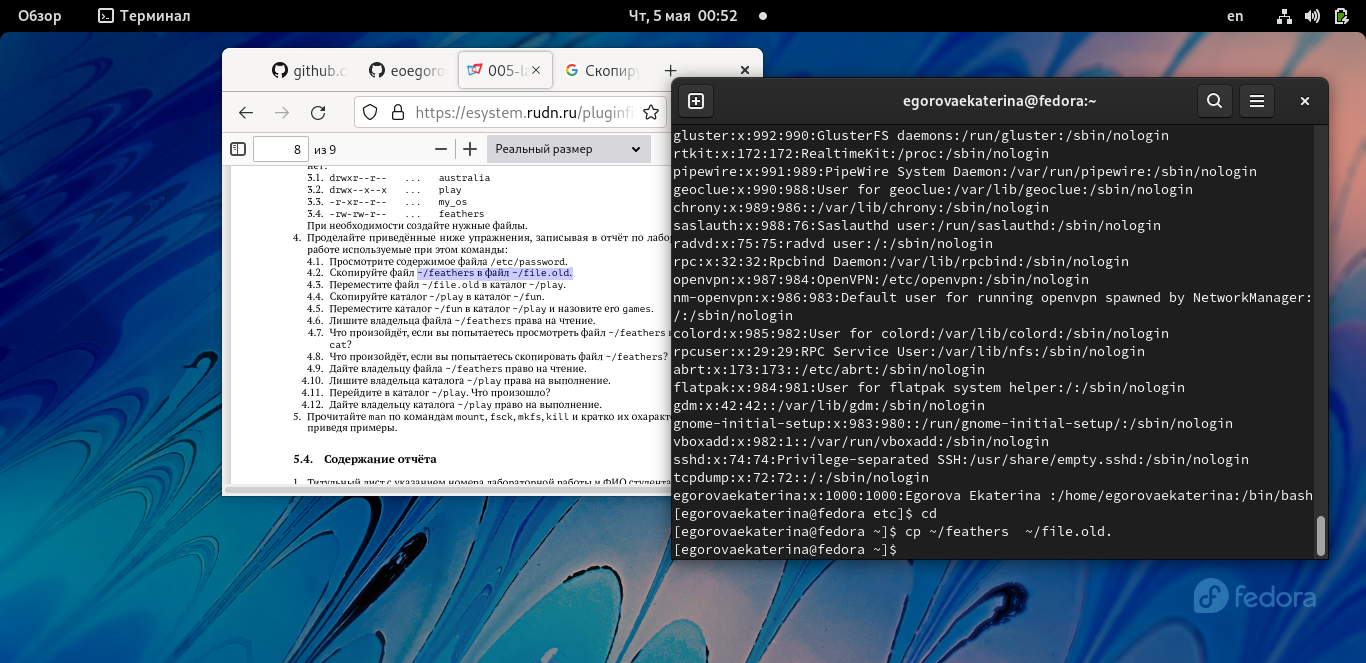 Обзор
Терминал
Чт, 5 мая 00:52
en
github.c
eoegoro
005-la
Скопиру
https://esystem.rudn.ru/pluginfi
8 из 9
Реальный размер
нет:
3.1. drwxr--r-- ... australia
3.2. drwx--x--x ... play
3.3. -r-xr--r-- ... my_os
3.4. -rw-rw-r-- ... feathers
При необходимости создайте нужные файлы.
4. Проделайте приведённые ниже упражнения, записывая в отчёт по лабо
работе используемые при этом команды:
4.1. Просмотрите содержимое файла /etc/password.
4.2. Скопируйте файл ~/feathers в файл ~/file.old.
4.3. Переместите файл ~/file.old в каталог ~/play.
4.4. Скопируйте каталог ~/play в каталог ~/fun.
4.5. Переместите каталог ~/fun в каталог ~/play и назовите его games.
4.6. Лишите владельца файла ~/feathers права на чтение.
4.7. Что произойдёт, если вы попытаетесь просмотреть файл ~/feathers
cat?
4.8. Что произойдёт, если вы попытаетесь скопировать файл ~/feathers?
4.9. Дайте владельцу файла ~/feathers право на чтение.
4.10. Лишите владельца каталога ~/play права на выполнение.
4.11. Перейдите в каталог ~/play. Что произошло?
4.12. Дайте владельцу каталога ~/play право на выполнение.
5. Прочитайте man по командам mount, fsck, mkfs, kill и кратко их охаракт
приведя примеры.
5.4. Содержание отчёта
1. Титульный лист с указанием номера лабораторной работы и ФИО студента
egorovaekaterina@fedora:~
gluster:x:992:990:GlusterFS daemons:/run/gluster:/sbin/nologin
rtkit:x:172:172:RealtimeKit:/proc:/sbin/nologin
pipewire:x:991:989:PipeWire System Daemon:/var/run/pipewire:/sbin/nologin
geoclue:x:990:988:User for geoclue:/var/lib/geoclue:/sbin/nologin
chrony:x:989:986::/var/lib/chrony:/sbin/nologin
saslauth:x:988:76:Saslauthd user:/run/saslauthd:/sbin/nologin
radvd:x:75:75:radvd user:/:/sbin/nologin
rpc:x:32:32:Rpcbind Daemon:/var/lib/rpcbind:/sbin/nologin
openvpn:x:987:984:OpenVPN:/etc/openvpn:/sbin/nologin
nm-openvpn:x:986:983:Default user for running openvpn spawned by NetworkManager:
/:/sbin/nologin
colord:x:985:982:User for colord:/var/lib/colord:/sbin/nologin
rpcuser:x:29:29:RPC Service User:/var/lib/nfs:/sbin/nologin
abrt:x:173:173::/etc/abrt:/sbin/nologin
flatpak:x:984:981:User for flatpak system helper:/:/sbin/nologin
gdm:x:42:42::/var/lib/gdm:/sbin/nologin
gnome-initial-setup:x:983:980::/run/gnome-initial-setup/:/sbin/nologin
vboxadd:x:982:1::/var/run/vboxadd:/sbin/nologin
sshd:x:74:74:Privilege-separated SSH:/usr/share/empty.sshd:/sbin/nologin
tcpdump:x:72:72::/:/sbin/nologin
egorovaekaterina:x:1000:1000:Egorova Ekaterina :/home/egorovaekaterina:/bin/bash
[egorovaekaterina@fedora etc]$ cd
[egorovaekaterina@fedora ~]$ cp ~/feathers  ~/file.old.
[egorovaekaterina@fedora ~]$
fedora